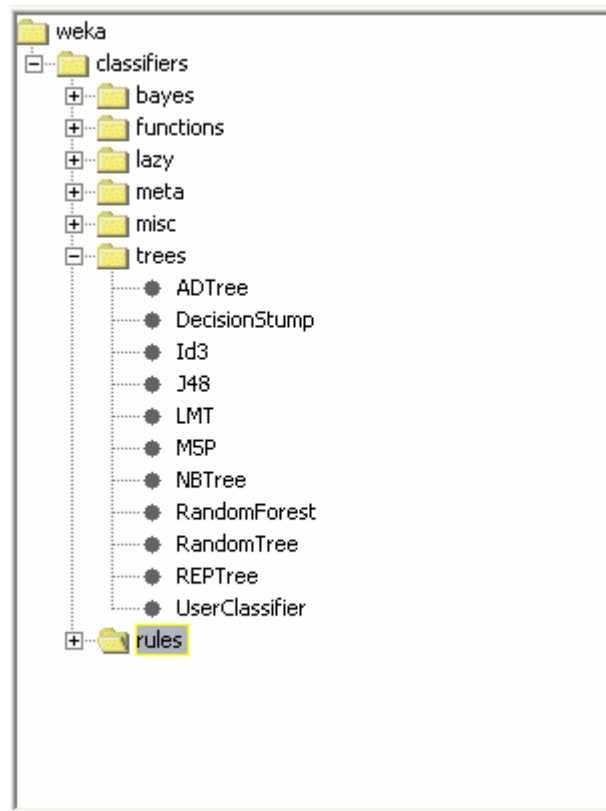 weka
classifiers
bayes
functions
lazy
meta
misc
trees
ADTree
DecisionStump
Id3
J48
LMT
M5P
NBTree
RandomForest
RandomTree
REPTree
UserClassifier
rules